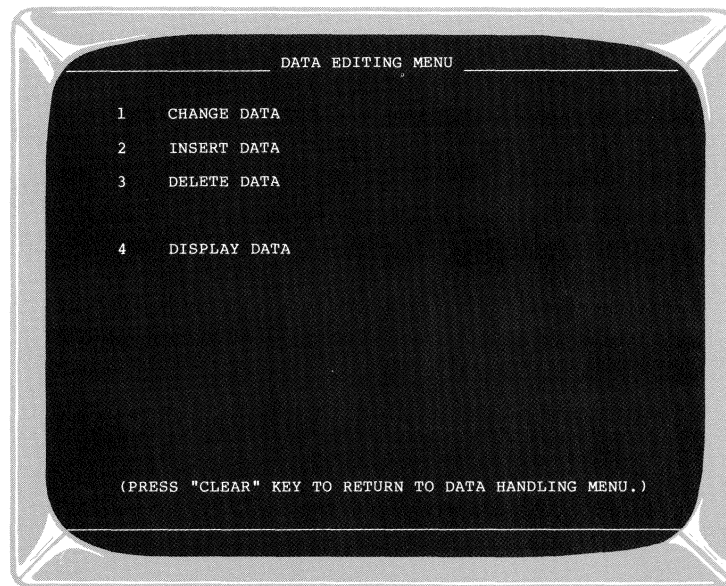 DATA EDITING MENU
1 CHANGE DATA
2 INSERT DATA
3 DELETE DATA
4 DISPLAY DATA
(PRESS "CLEAR" KEY TO RETURN TO DATA HANDLING MENU.)